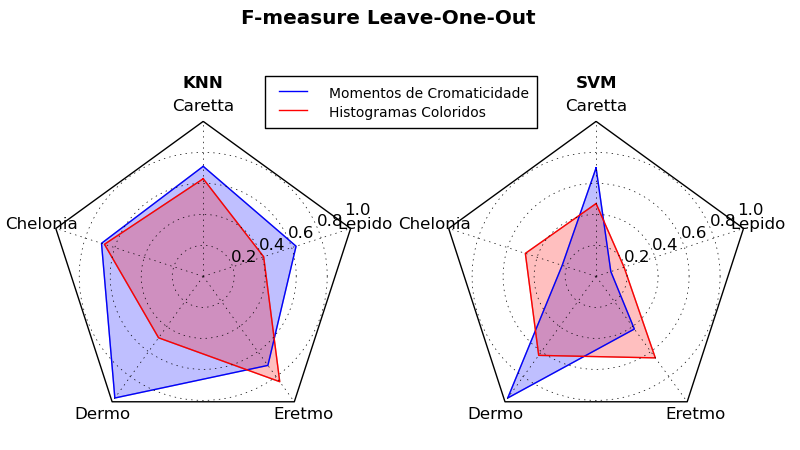 F-measure Leave-One-Out
KNN
Caretta
Chelonia
Dermo
Eretmo
Lepido
0.2
0.4
0.6
0.8
1.0
Momentos de Cromaticidade
Histogramas Coloridos
SVM
Caretta
Chelonia
Dermo
Eretmo
Lepido
0.2
0.4
0.6
0.8
1.0